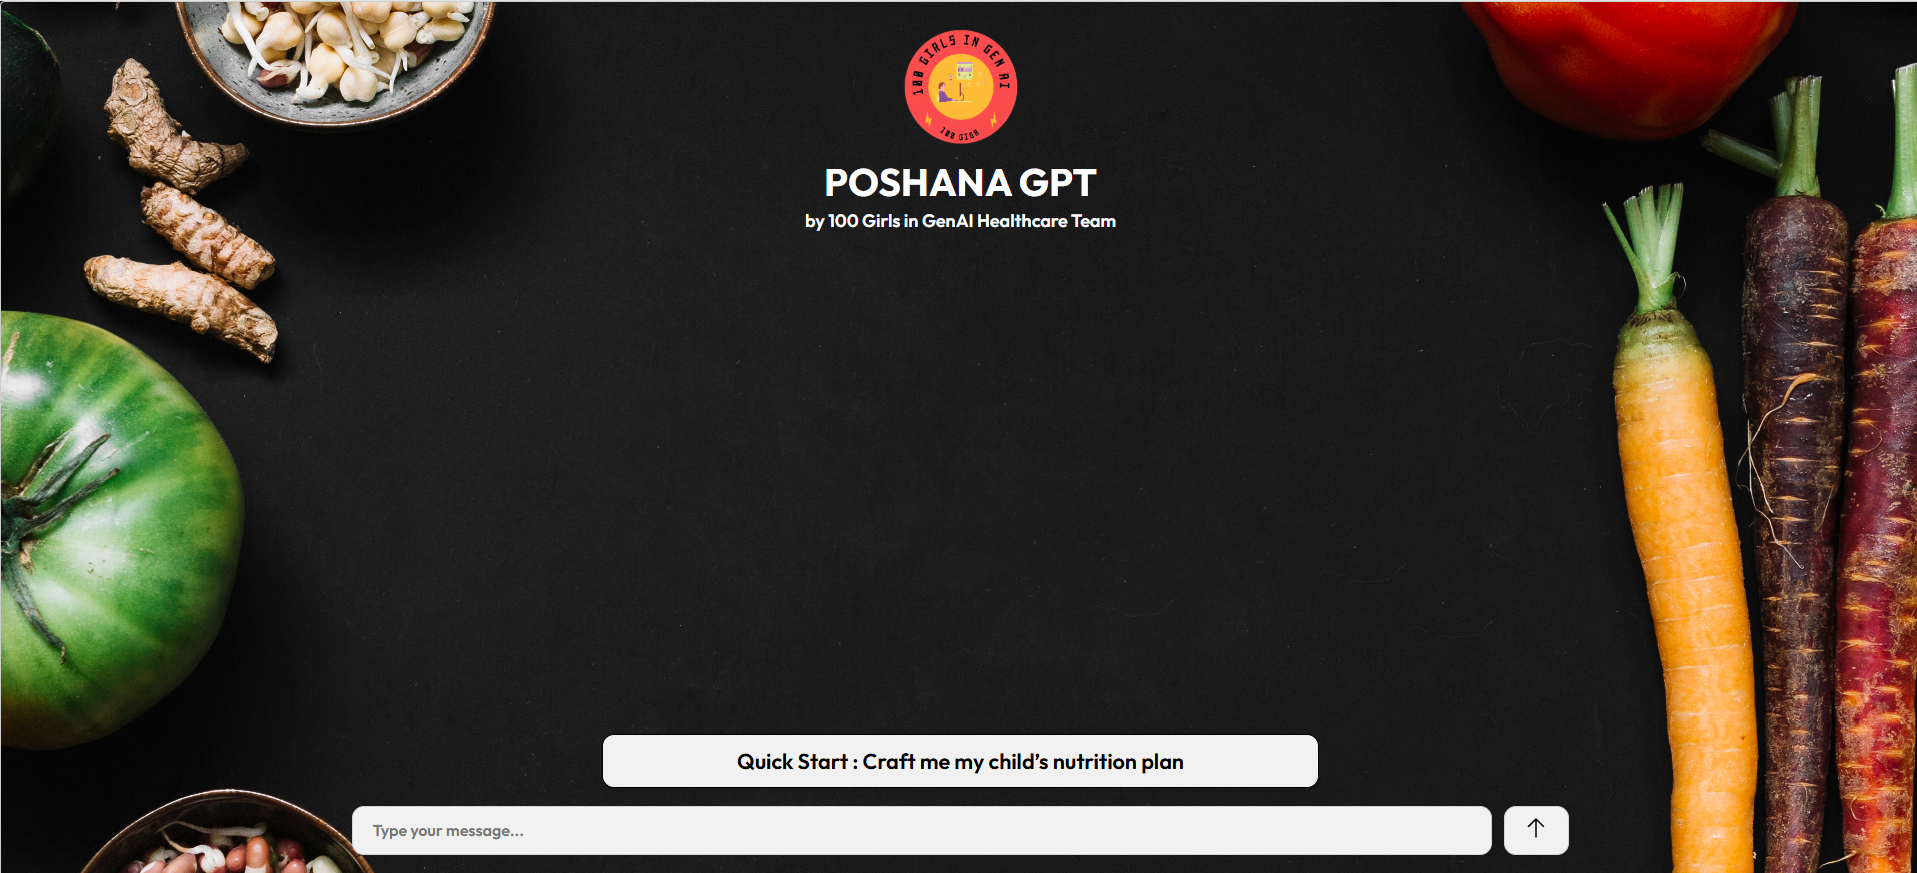 100 GIRLS IN GEN AI
100 GIGA
POSHANA GPT
by 100 Girls in GenAI Healthcare Team
Quick Start : Craft me my child’s nutrition plan
Type your message...